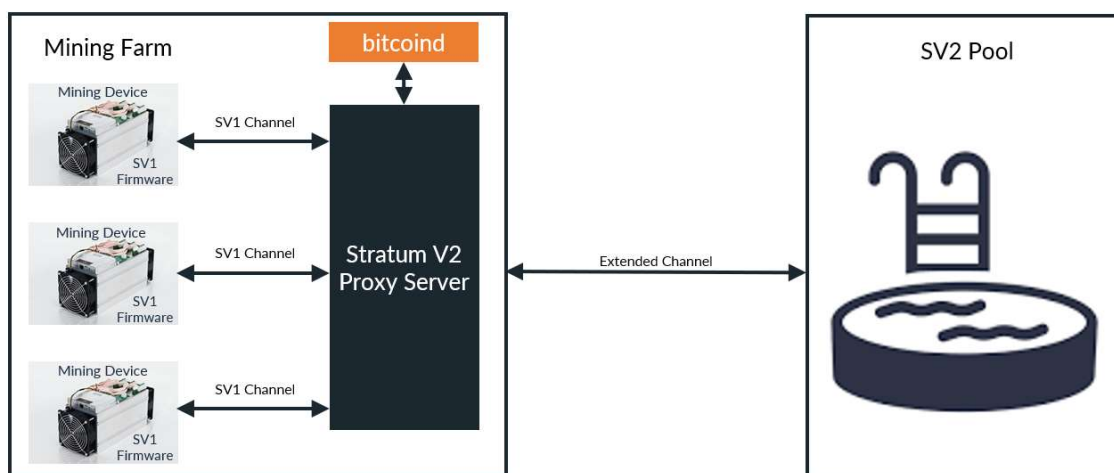 Mining Farm
bitcoind
SV2 Pool
Mining Device
SV1
Firmware
SV1 Channel
Mining Device
SV1
Firmware
SV1 Channel
Stratum V2
Proxy Server
Extended Channel
Mining Device
SV1
Firmware
SV1 Channel